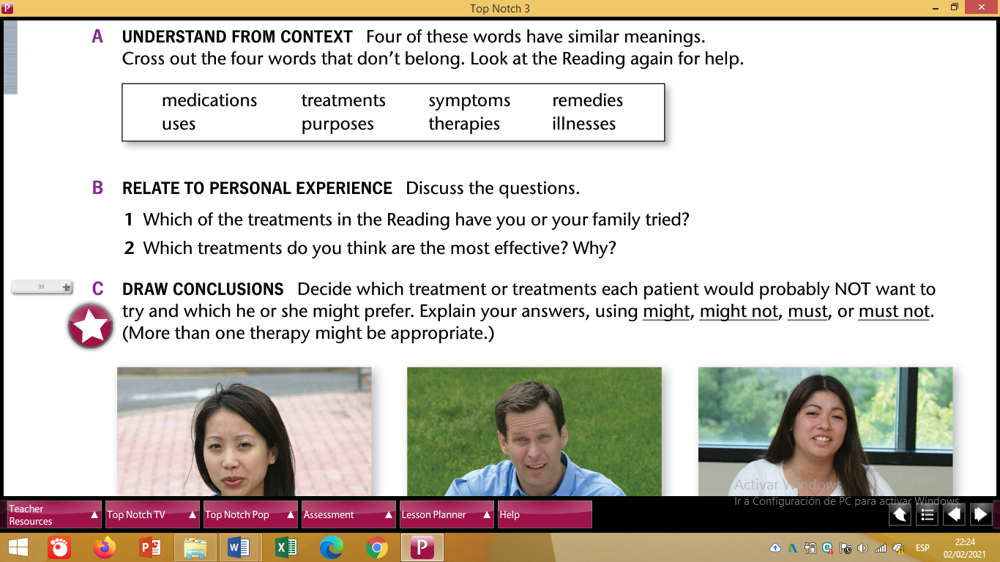 P
Top Notch 3
A UNDERSTAND FROM CONTEXT Four of these words have similar meanings.
Cross out the four words that don't belong. Look at the Reading again for help.
medications treatments symptoms remedies
uses purposes therapies illnesses
B RELATE TO PERSONAL EXPERIENCE Discuss the questions.
1 Which of the treatments in the Reading have you or your family tried?
2 Which treatments do you think are the most effective? Why?
C DRAW CONCLUSIONS Decide which treatment or treatments each patient would probably NOT want to
try and which he or she might prefer. Explain your answers, using might, might not, must, or must not.
(More than one therapy might be appropriate.)
Activar Windows
Ir a Configuración de PC para activar Windows.
Teacher
Resources
Top Notch TV
Top Notch Pop
Assessment
Lesson Planner
Help
ESP
22:24
02/02/2021